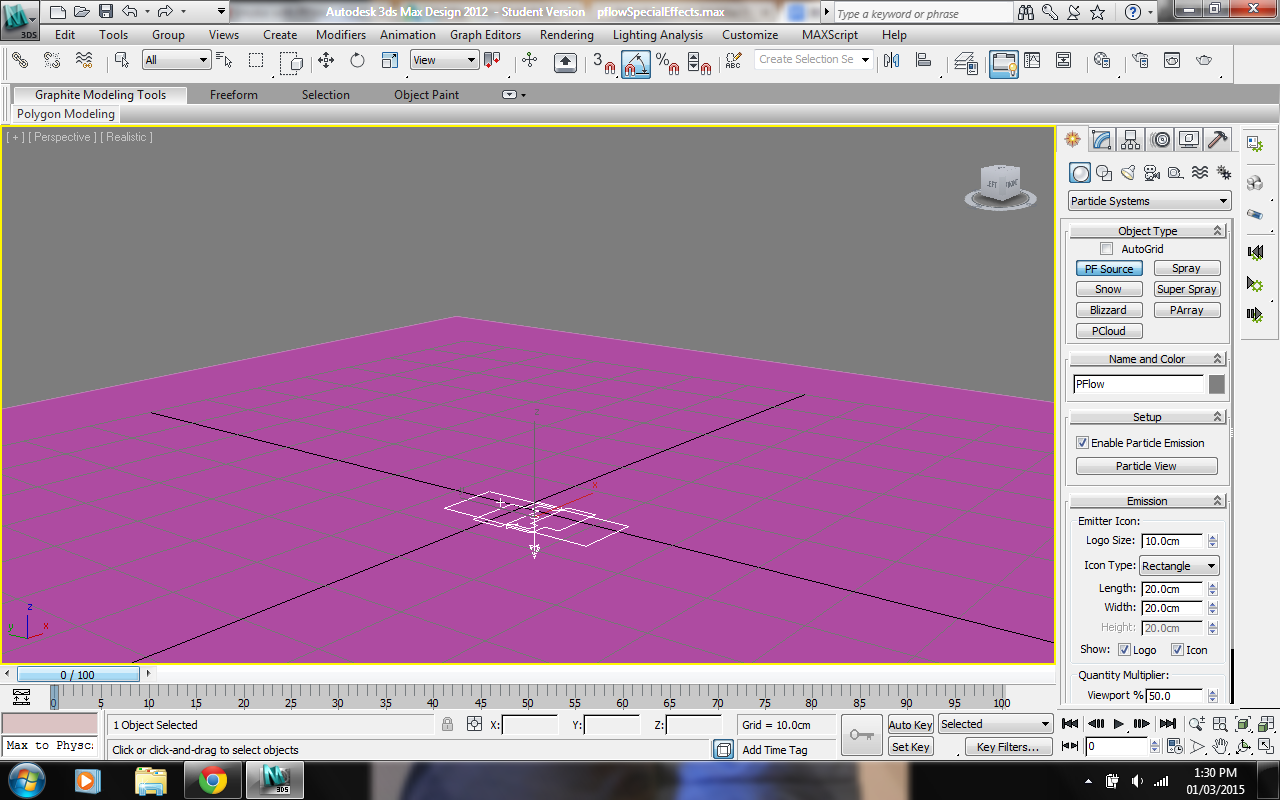 Autodesk 3ds Max Design 2012 - Student Version pflowSpecialEffects.max
Type a keyword or phrase
3DS
Edit Tools Group Views Create Modifiers Animation Graph Editors Rendering Lighting Analysis Customize MAXScript Help
All View 3 ABC Create Selection Se
Graphite Modeling Tools Freeform Selection Object Paint
Polygon Modeling
[ + ] [ Perspective ] [ Realistic ]
LEFT
Particle Systems
Object Type
AutoGrid
PF Source Spray
Snow Super Spray
Blizzard PArray
PCloud
Name and Color
PFlow
Setup
Enable Particle Emission
Particle View
Emission
Emitter Icon:
Logo Size: 10.0cm
Icon Type: Rectangle
Length: 20.0cm
Width: 20.0cm
Height: 20.0cm
Show: Logo Icon
Quantity Multiplier:
Viewport % 50.0
x
z
y x
0 / 100
0 5 10 15 20 25 30 35 40 45 50 55 60 65 70 75 80 85 90 95 100
1 Object Selected X: Y: Z: Grid = 10.0cm Auto Key Selected
Max to Physc: Click or click-and-drag to select objects Add Time Tag Set Key Key Filters... 0
1:30 PM
01/03/2015
3DS